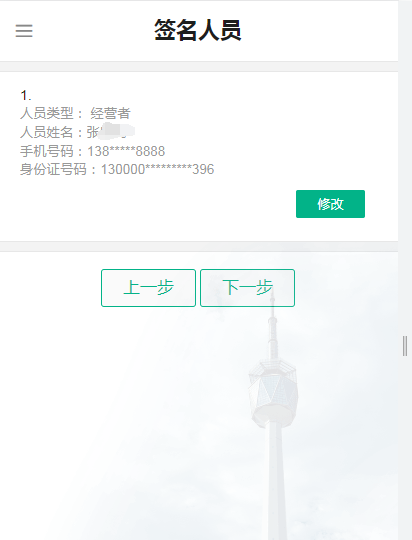 签名人员
1.
人员类型： 经营者
人员姓名：张
手机号码：138*****8888
身份证号码：130000*********396
修改
上一步 下一步